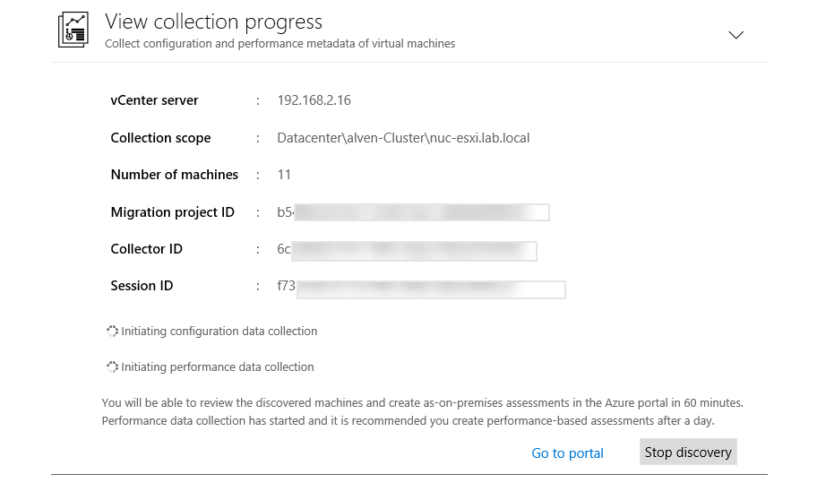 View collection progress
Collect configuration and performance metadata of virtual machines
vCenter server : 192.168.2.16
Collection scope : Datacenter\alven-Cluster\nuc-esxi.lab.local
Number of machines : 11
Migration project ID : b5
Collector ID : 6c
Session ID : f73
Initiating configuration data collection
Initiating performance data collection
You will be able to review the discovered machines and create as-on-premises assessments in the Azure portal in 60 minutes.
Performance data collection has started and it is recommended you create performance-based assessments after a day.
Go to portal Stop discovery